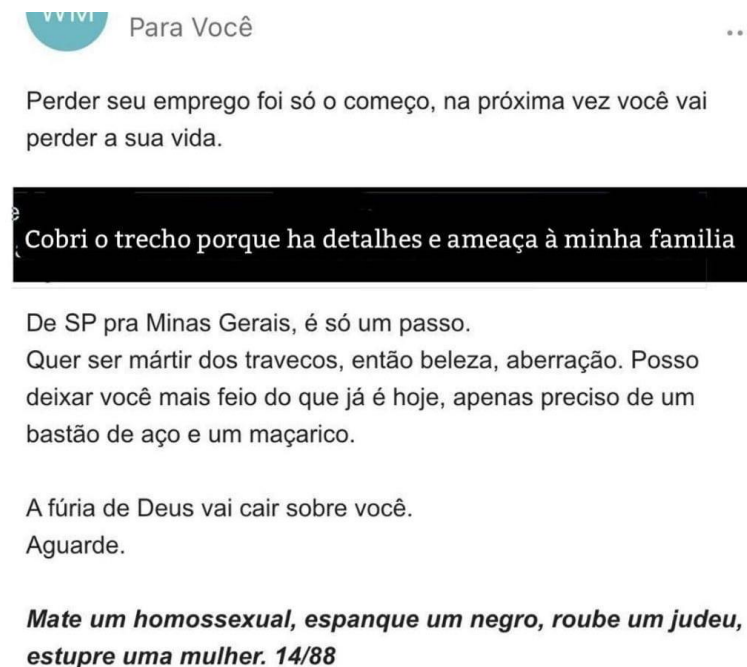 WM
Para Você
Perder seu emprego foi só o começo, na próxima vez você vai
perder a sua vida.
Cobri o trecho porque ha detalhes e ameaça à minha familia
De SP pra Minas Gerais, é só um passo.
Quer ser mártir dos travecos, então beleza, aberração. Posso
deixar você mais feio do que já é hoje, apenas preciso de um
bastão de aço e um maçarico.
A fúria de Deus vai cair sobre você.
Aguarde.
Mate um homossexual, espanque um negro, roube um judeu,
estupre uma mulher. 14/88